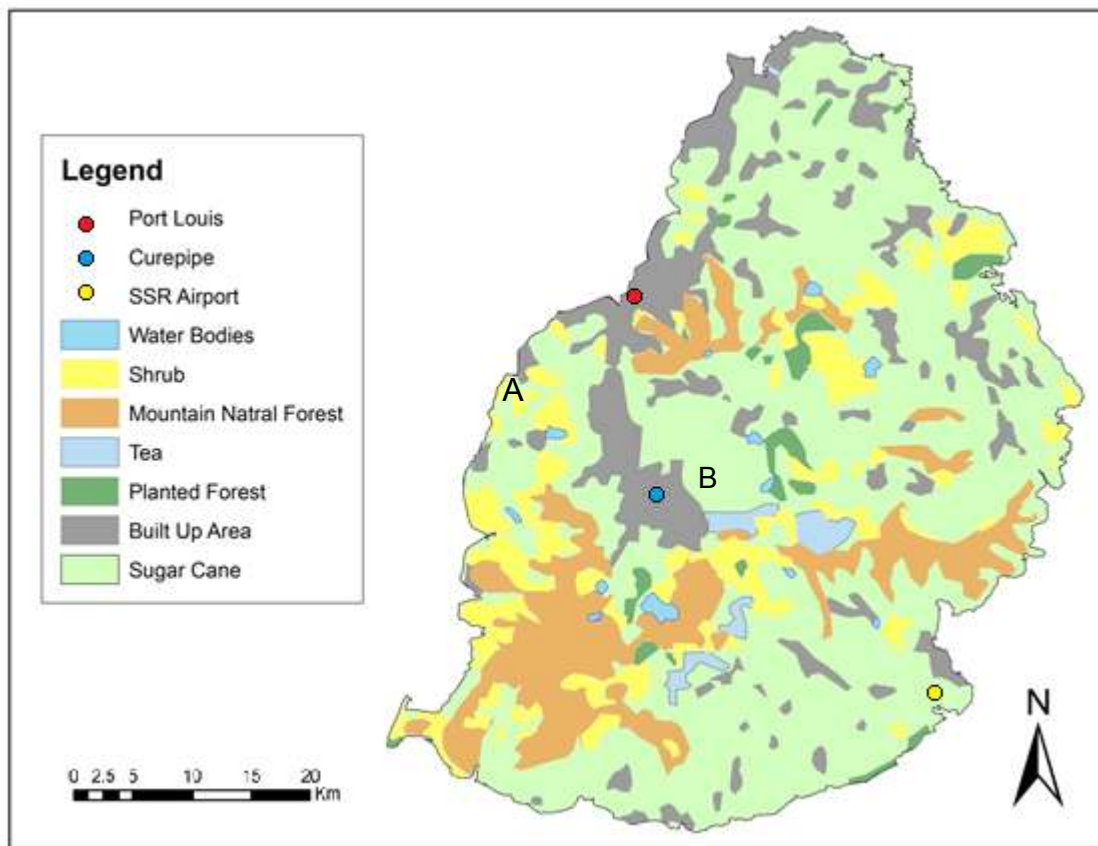 Legend
Port Louis
Curepipe
SSR Airport
Water Bodies
Shrub
Mountain Natral Forest
Tea
Planted Forest
Built Up Area
Sugar Cane
A
B
N
0 2.5 5 10 15 20
Km